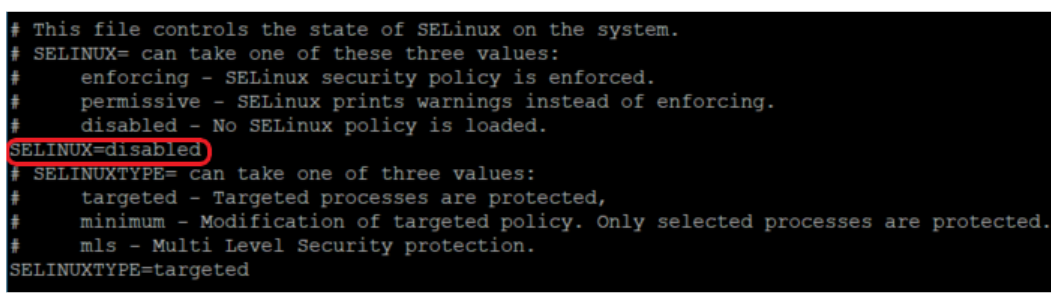 # This file controls the state of SELinux on the system.
# SELINUX= can take one of these three values:
#     enforcing - SELinux security policy is enforced.
#     permissive - SELinux prints warnings instead of enforcing.
#     disabled - No SELinux policy is loaded.
SELINUX=disabled
# SELINUXTYPE= can take one of three values:
#     targeted - Targeted processes are protected,
#     minimum - Modification of targeted policy. Only selected processes are protected.
#     mls - Multi Level Security protection.
SELINUXTYPE=targeted